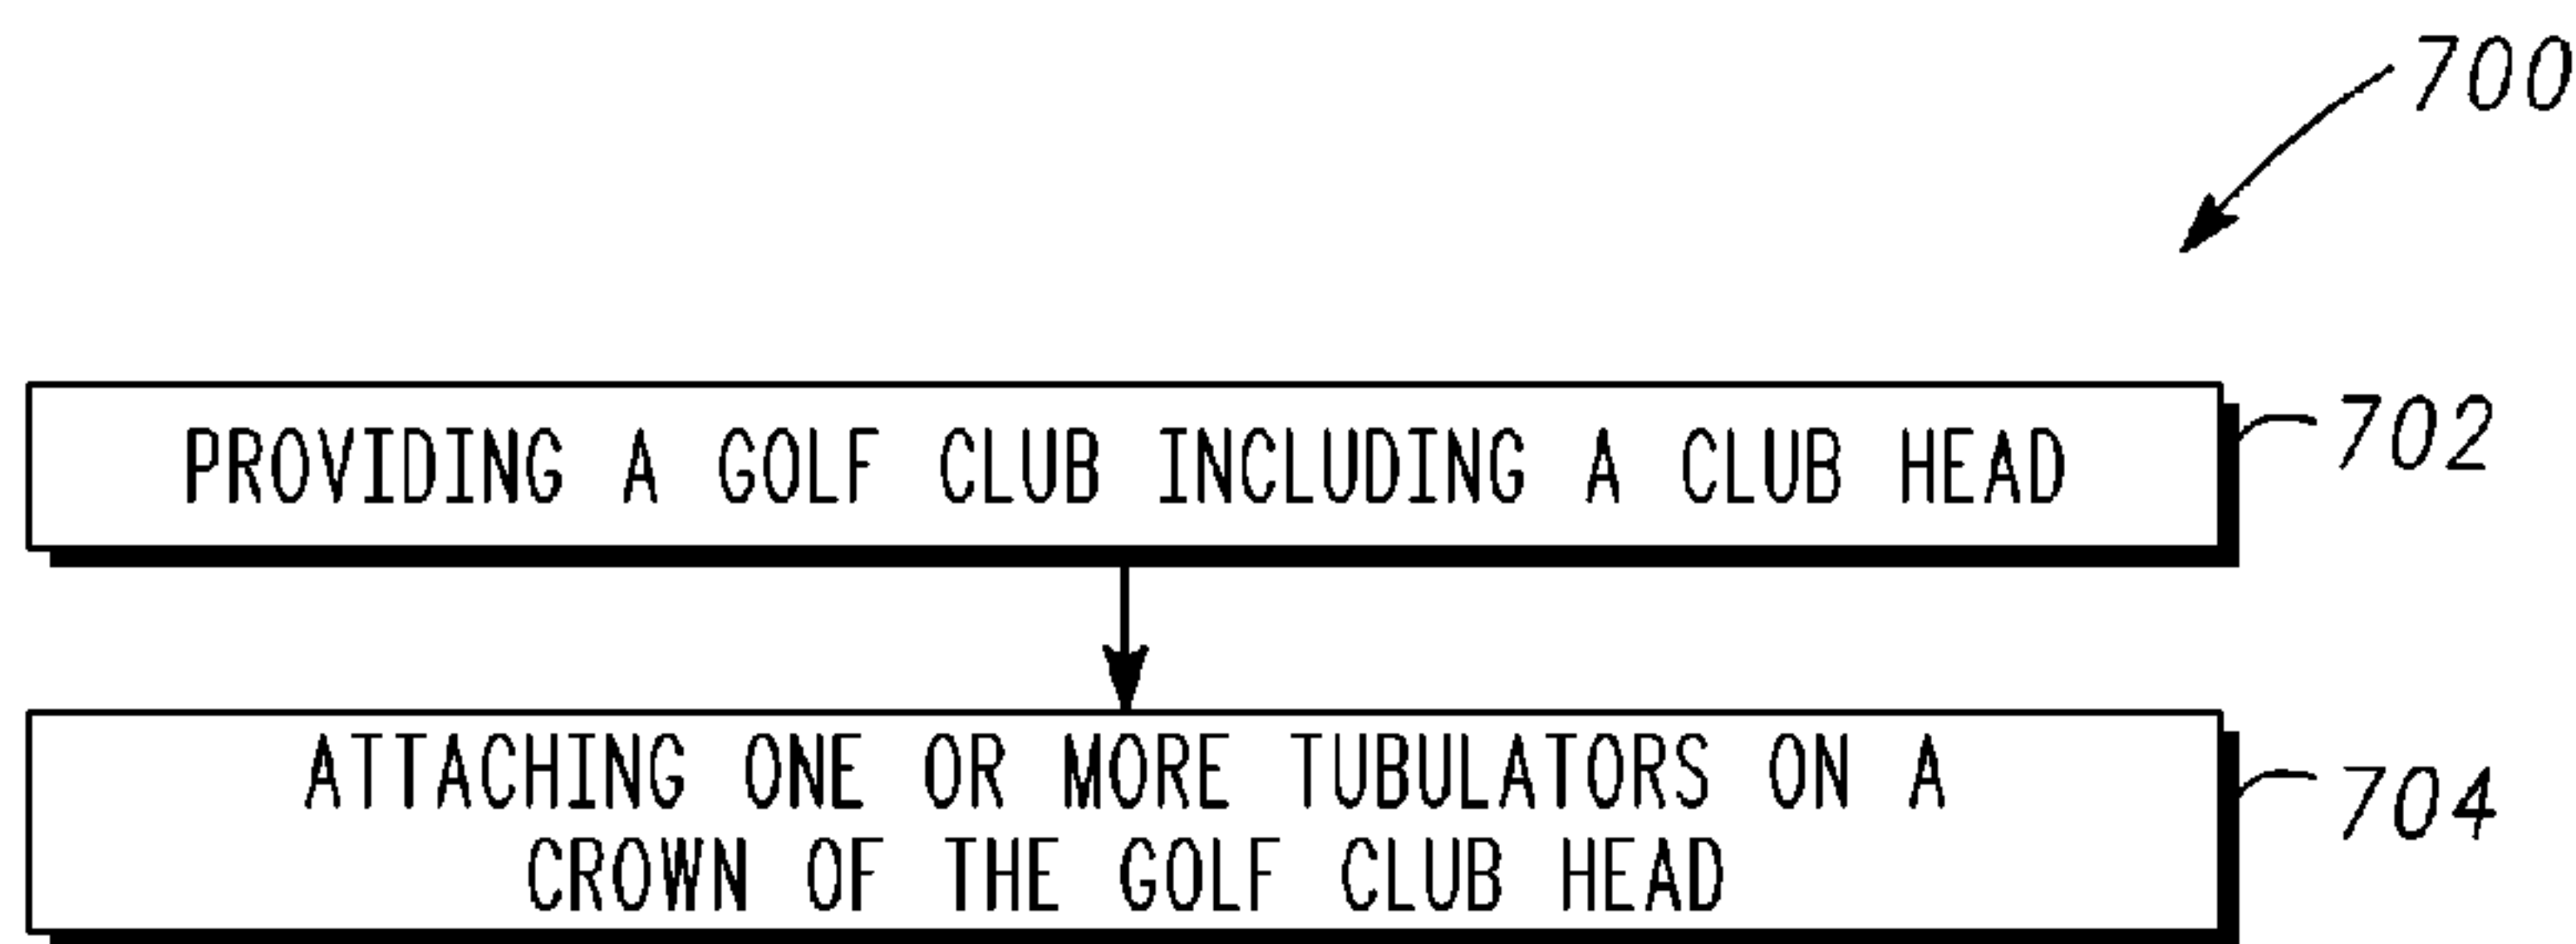 700
PROVIDING A GOLF CLUB INCLUDING A CLUB HEAD
702
ATTACHING ONE OR MORE TUBULATORS ON A
CROWN OF THE GOLF CLUB HEAD
704